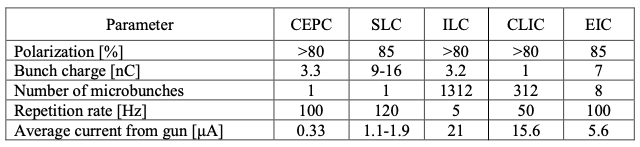 Parameter CEPC SLC ILC CLIC EIC
Polarization [%] >80 85 >80 >80 85
Bunch charge [nC] 3.3 9-16 3.2 1 7
Number of microbunches 1 1 1312 312 8
Repetition rate [Hz] 100 120 5 50 100
Average current from gun [μA] 0.33 1.1-1.9 21 15.6 5.6